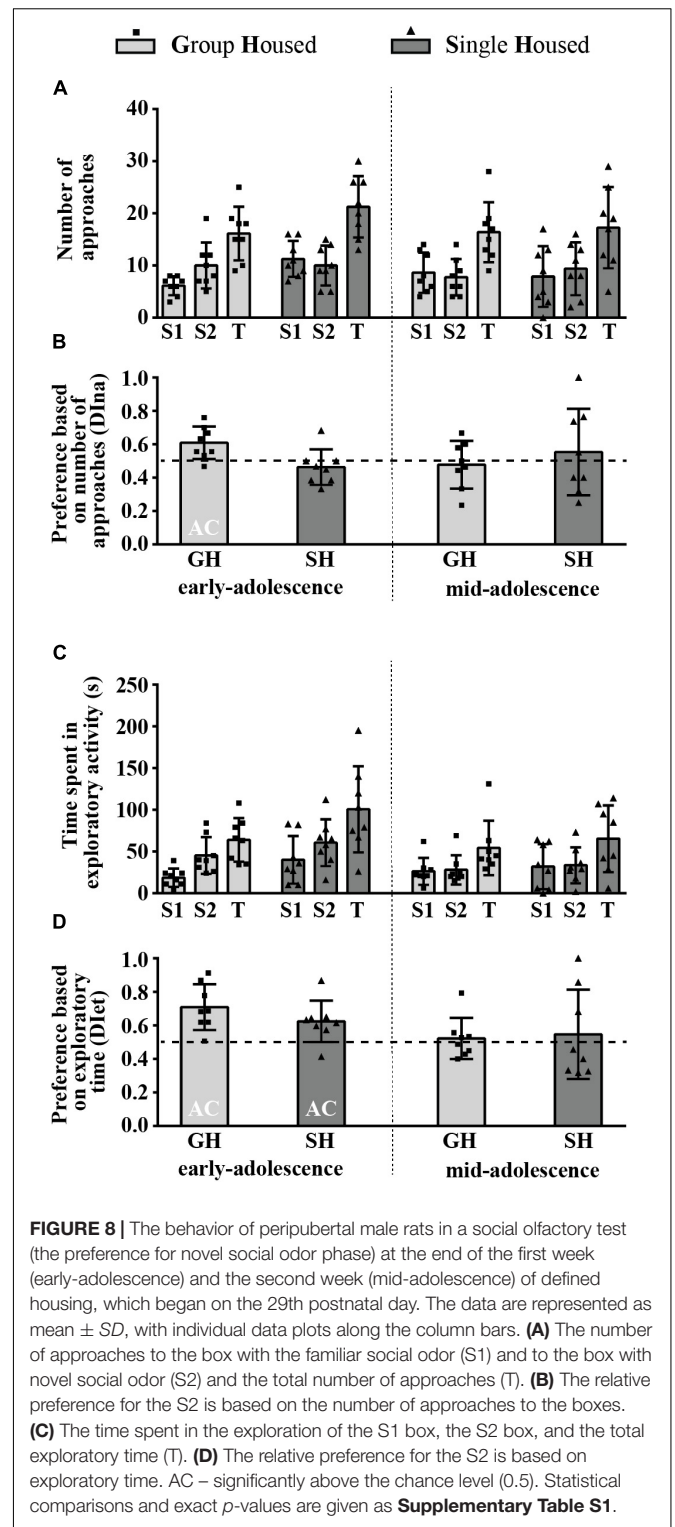 Group Housed Single Housed
A
Number of
approaches
40
30
20
10
0
S1 S2 T S1 S2 T S1 S2 T S1 S2 T
B
Preference based
on number of
approaches (DIna)
1.0
0.8
0.6
0.4
0.2
0.0
AC
GH SH GH SH
early-adolescence mid-adolescence
C
Time spent in
exploratory activity (s)
250
200
150
100
50
0
S1 S2 T S1 S2 T S1 S2 T S1 S2 T
D
Preference based
on exploratory
time (DIet)
1.0
0.8
0.6
0.4
0.2
0.0
AC AC
GH SH GH SH
early-adolescence mid-adolescence
FIGURE 8 | The behavior of peripubertal male rats in a social olfactory test
(the preference for novel social odor phase) at the end of the first week
(early-adolescence) and the second week (mid-adolescence) of defined
housing, which began on the 29th postnatal day. The data are represented as
mean ± SD, with individual data plots along the column bars. (A) The number
of approaches to the box with the familiar social odor (S1) and to the box with
novel social odor (S2) and the total number of approaches (T). (B) The relative
preference for the S2 is based on the number of approaches to the boxes.
(C) The time spent in the exploration of the S1 box, the S2 box, and the total
exploratory time (T). (D) The relative preference for the S2 is based on
exploratory time. AC – significantly above the chance level (0.5). Statistical
comparisons and exact p-values are given as Supplementary Table S1.